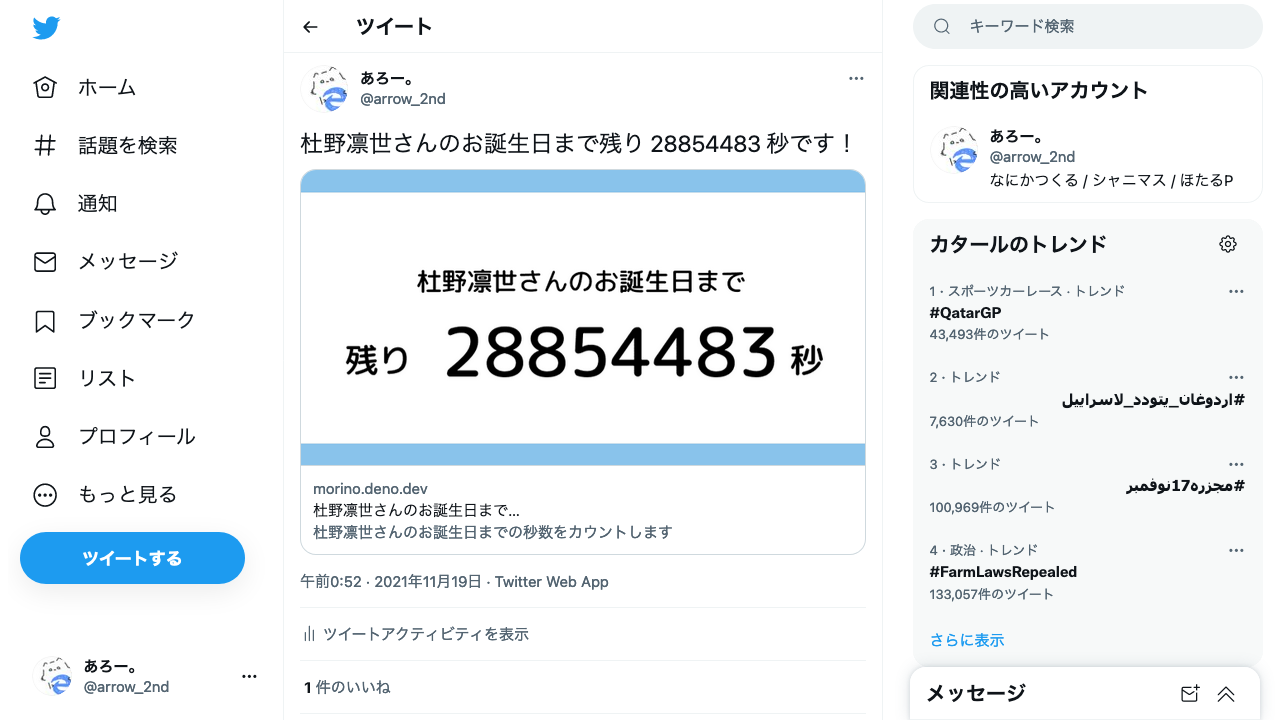 ホーム
話題を検索
通知
メッセージ
ブックマーク
リスト
プロフィール
もっと見る
ツイートする
あろー。
@arrow_2nd
ツイート
あろー。
@arrow_2nd
杜野凛世さんのお誕生日まで残り 28854483 秒です！
杜野凛世さんのお誕生日まで
残り 28854483 秒
morino.deno.dev
杜野凛世さんのお誕生日まで...
杜野凛世さんのお誕生日までの秒数をカウントします
午前0:52 · 2021年11月19日 · Twitter Web App
ツイートアクティビティを表示
1 件のいいね
キーワード検索
関連性の高いアカウント
あろー。
@arrow_2nd
なにかつくる / シャニマス / ほたるP
カタールのトレンド
1 · スポーツカーレース · トレンド
#QatarGP
43,493件のツイート
2 · トレンド
#اردوغان_يتودد_لاسراييل
7,630件のツイート
3 · トレンド
#مجزره17نوفمبر
100,969件のツイート
4 · 政治 · トレンド
#FarmLawsRepealed
133,057件のツイート
さらに表示
メッセージ